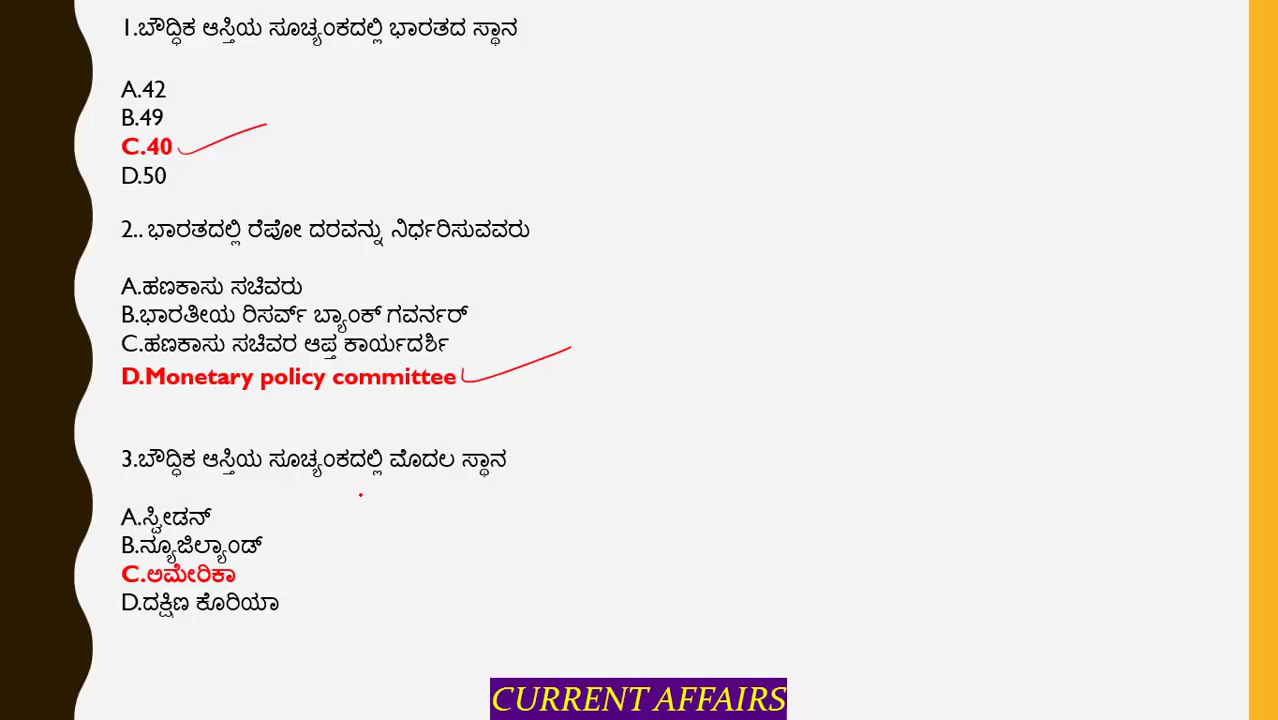 1.ಬೌದ್ಧಿಕ ಆಸ್ತಿಯ ಸೂಚ್ಯಂಕದಲ್ಲಿ ಭಾರತದ ಸ್ಥಾನ
A.42
B.49
C.40
D.50
2.. ಭಾರತದಲ್ಲಿ ರೆಪೋ ದರವನ್ನು ನಿರ್ಧರಿಸುವವರು
A.ಹಣಕಾಸು ಸಚಿವರು
B.ಭಾರತೀಯ ರಿಸರ್ವ್ ಬ್ಯಾಂಕ್ ಗವರ್ನರ್
C.ಹಣಕಾಸು ಸಚಿವರ ಆಪ್ತ ಕಾರ್ಯದರ್ಶಿ
D.Monetary policy committee
3.ಬೌದ್ಧಿಕ ಆಸ್ತಿಯ ಸೂಚ್ಯಂಕದಲ್ಲಿ ಮೊದಲ ಸ್ಥಾನ
A.ಸ್ವೀಡನ್
B.ನ್ಯೂಜಿಲ್ಯಾಂಡ್
C.ಅಮೇರಿಕಾ
D.ದಕ್ಷಿಣ ಕೊರಿಯಾ
CURRENT AFFAIRS